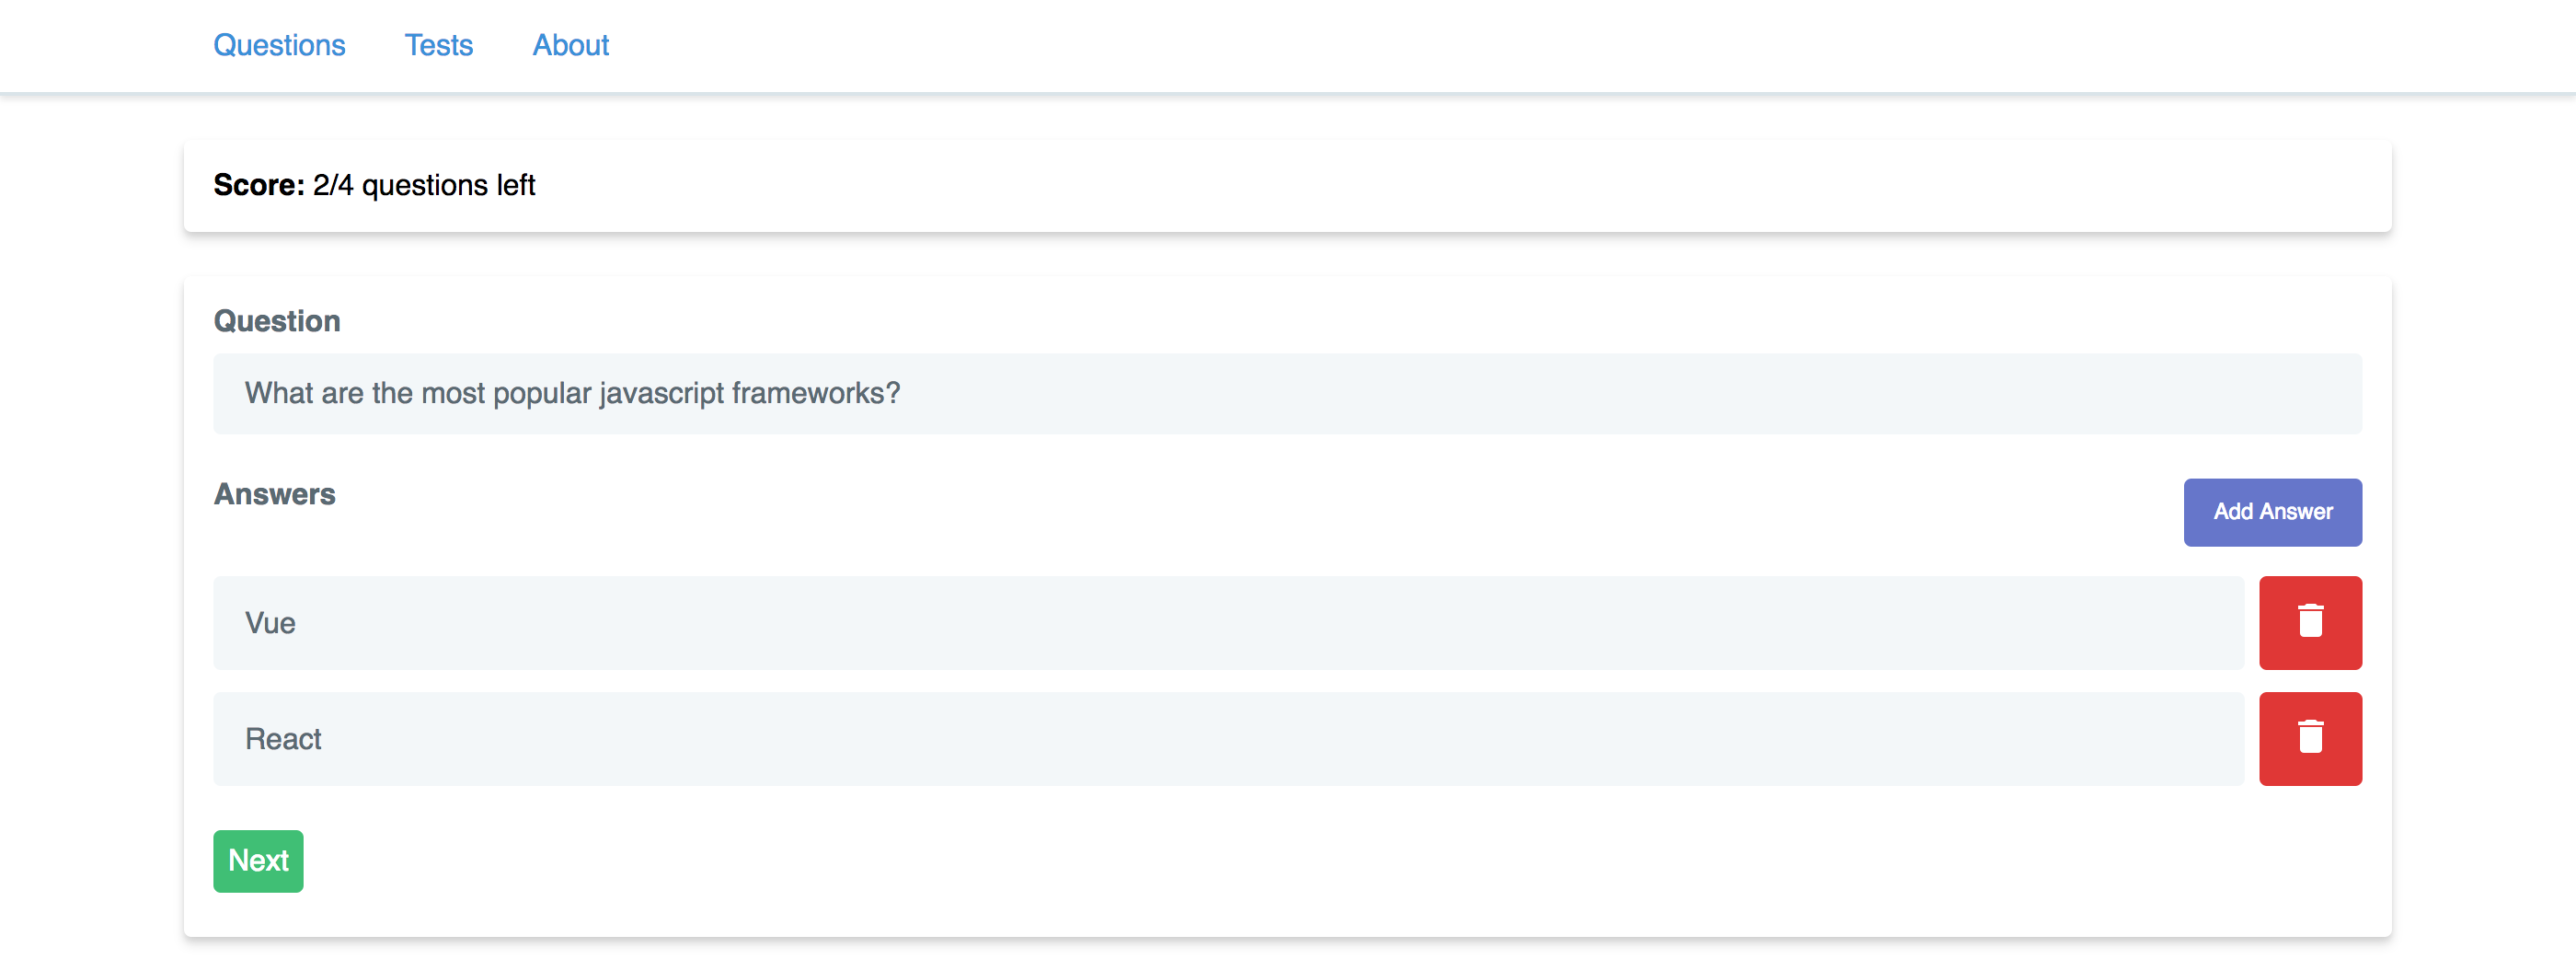 Questions Tests About
Score: 2/4 questions left
Question
What are the most popular javascript frameworks?
Answers
Add Answer
Vue
React
Next